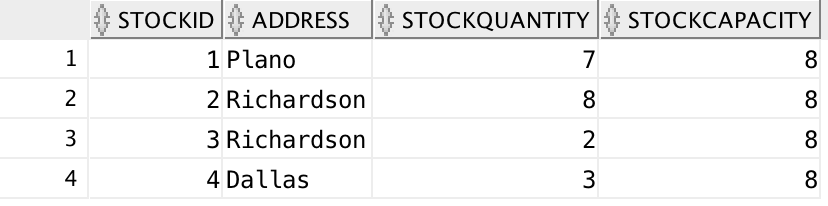 STOCKID ADDRESS STOCKQUANTITY STOCKCAPACITY
1 1 Plano 7 8
2 2 Richardson 8 8
3 3 Richardson 2 8
4 4 Dallas 3 8